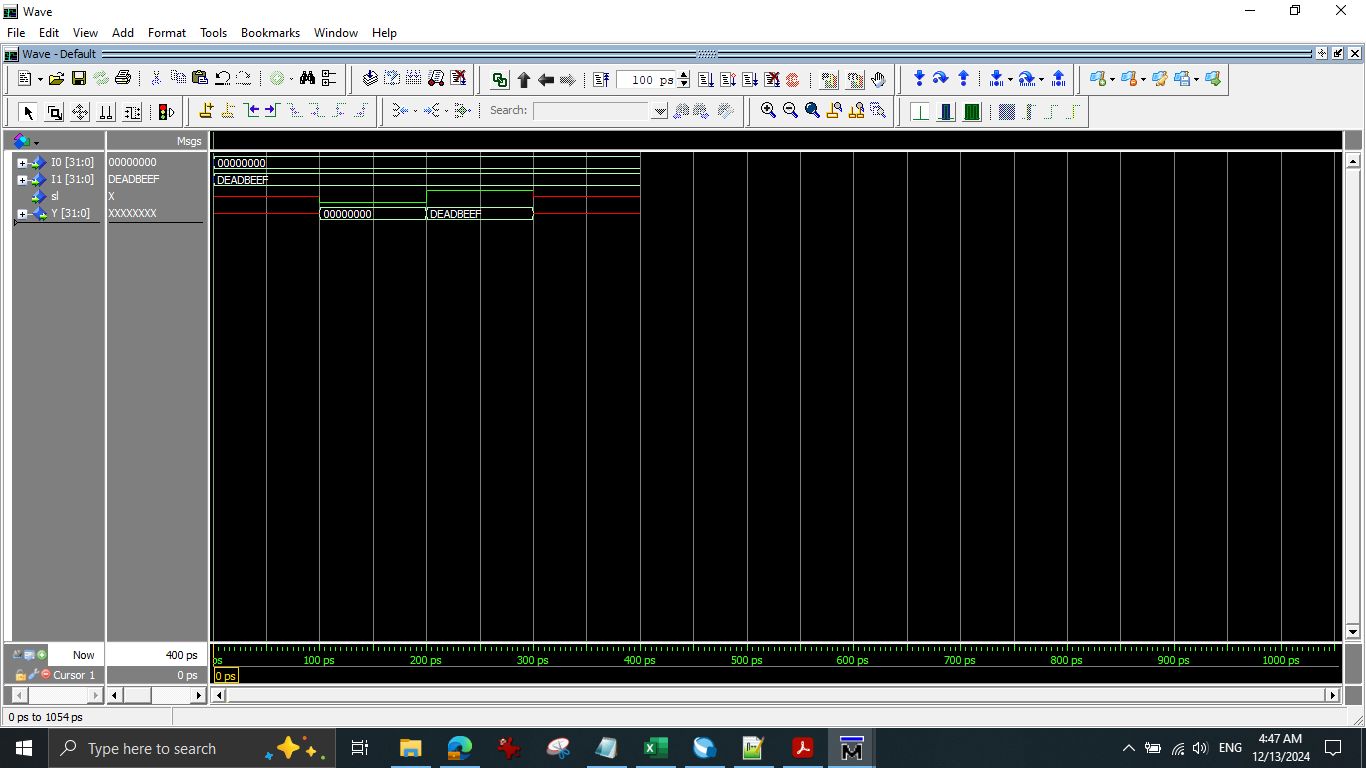 Wave
File Edit View Add Format Tools Bookmarks Window Help
Wave - Default
100 ps
Search:
Msgs
I0 [31:0] 00000000 00000000
I1 [31:0] DEADBEEF DEADBEEF
sl X
Y [31:0] XXXXXXXX 00000000 DEADBEEF
Now 400 ps
ps 100 ps 200 ps 300 ps 400 ps 500 ps 600 ps 700 ps 800 ps 900 ps 1000 ps
Cursor 1 0 ps 0 ps
0 ps to 1054 ps
Type here to search
ENG
4:47 AM
12/13/2024